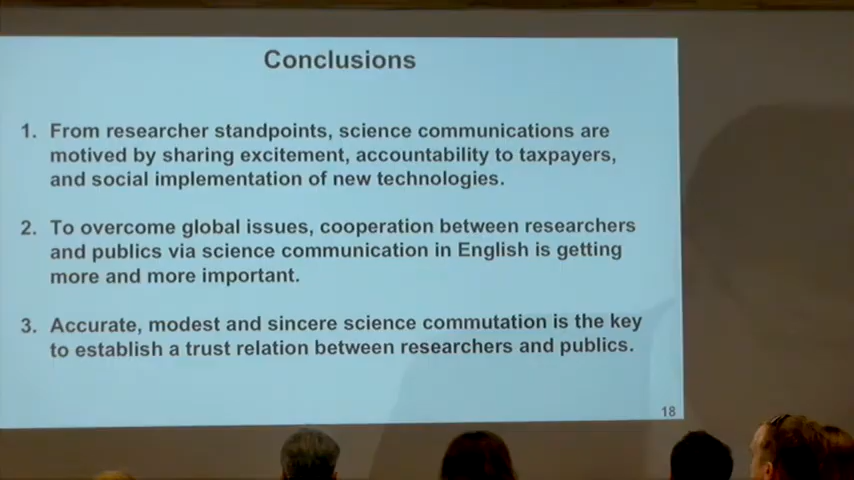 Conclusions
1. From researcher standpoints, science communications are
motived by sharing excitement, accountability to taxpayers,
and social implementation of new technologies.
2. To overcome global issues, cooperation between researchers
and publics via science communication in English is getting
more and more important.
3. Accurate, modest and sincere science commutation is the key
to establish a trust relation between researchers and publics.
18